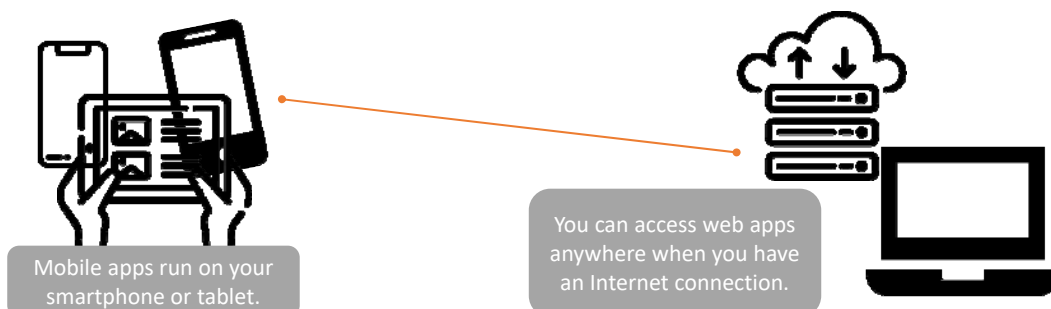 Mobile apps run on your
smartphone or tablet.
You can access web apps
anywhere when you have
an Internet connection.